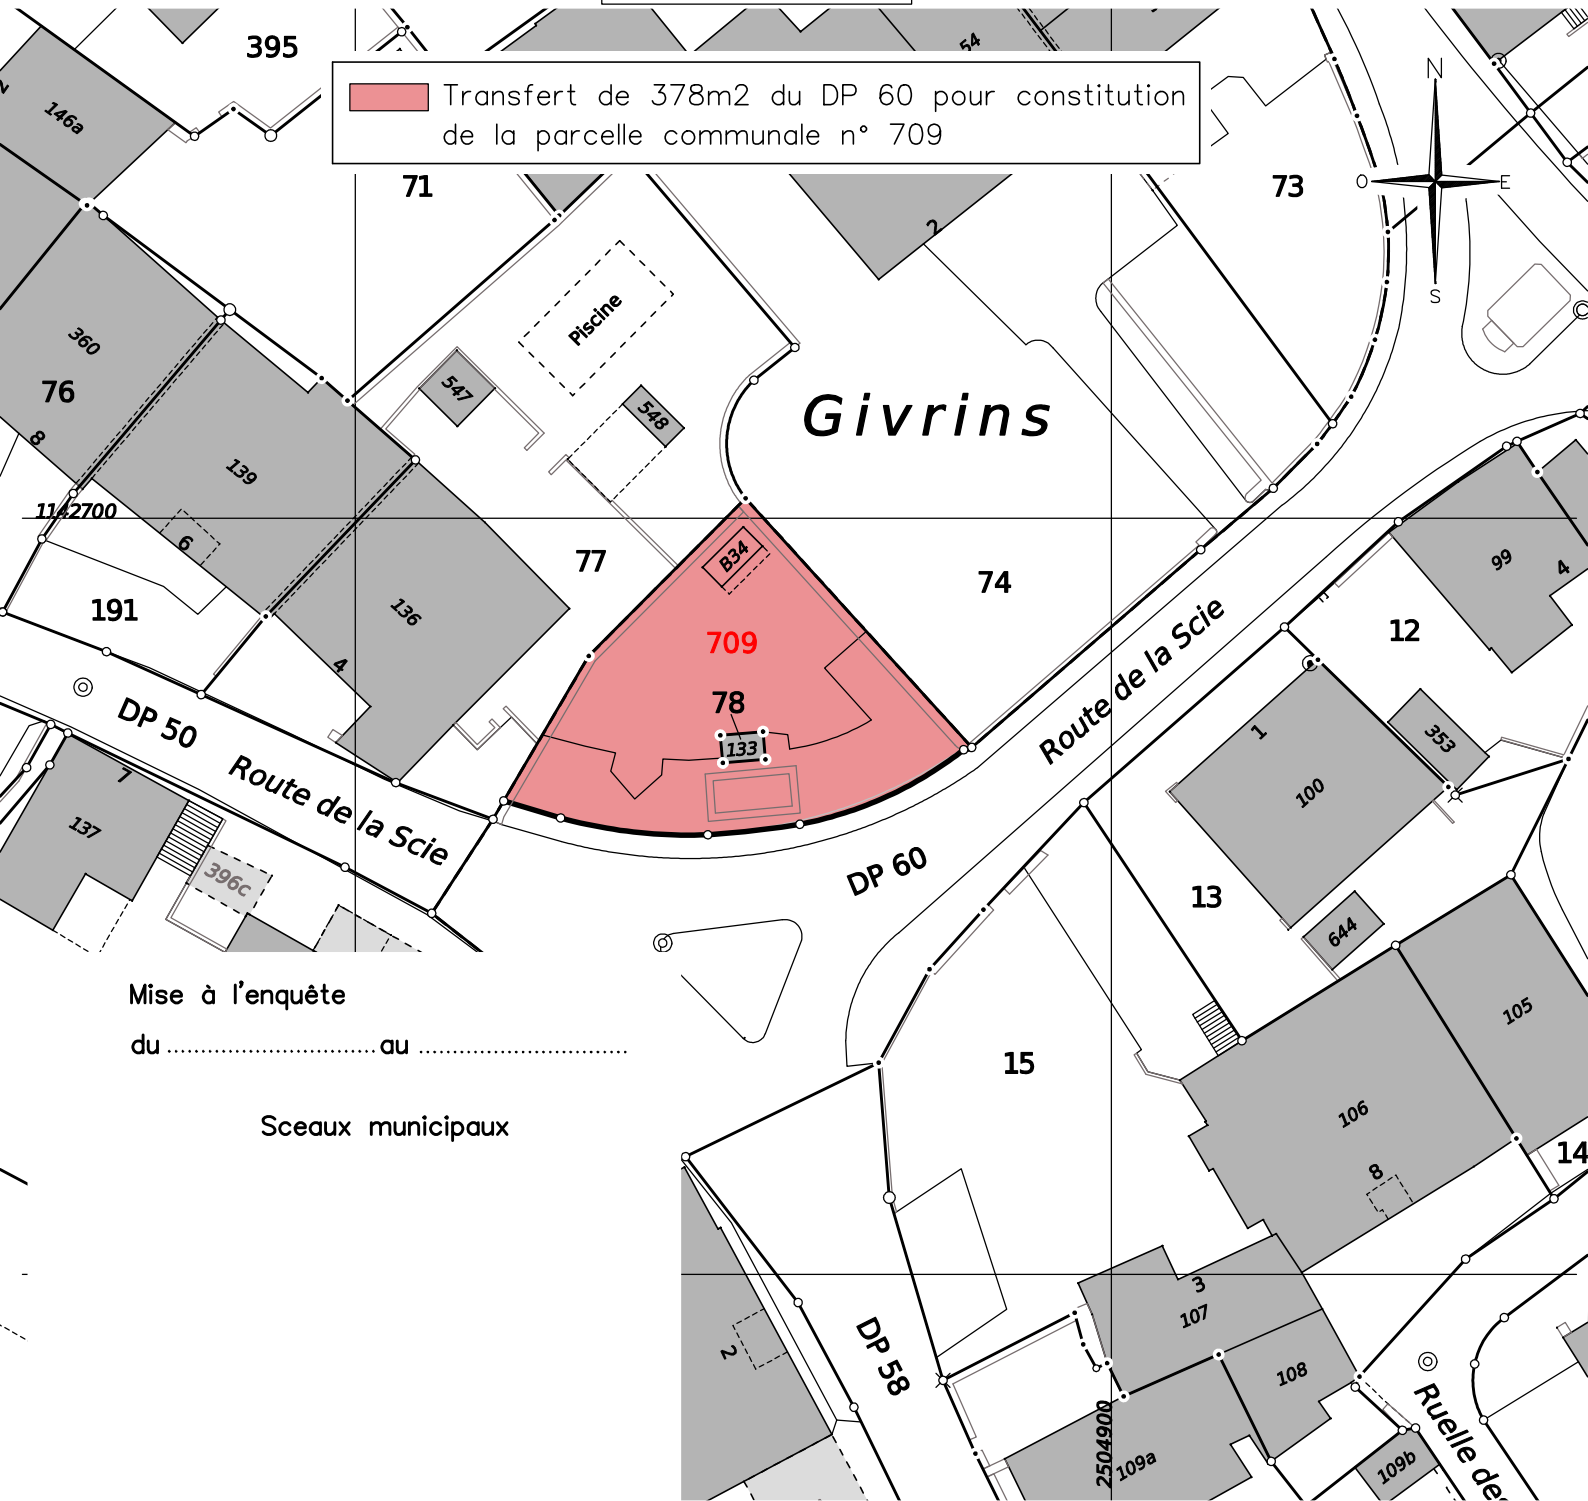 54
395
146a
Transfert de 378m2 du DP 60 pour constitution
de la parcelle communale n° 709
N
O
E
S
71
73
2
Piscine
360
76
547
548
Givrins
8
139
1142700
6
77
B34
74
99
4
191
136
4
709
12
78
133
DP 50
Route de la Scie
Route de la Scie
1
353
100
7
137
396c
DP 60
13
644
Mise à l'enquête
du ................................ au ................................
105
15
Sceaux municipaux
106
14
8
3
107
2
DP 58
108
2504900
109a
109b
Ruelle des